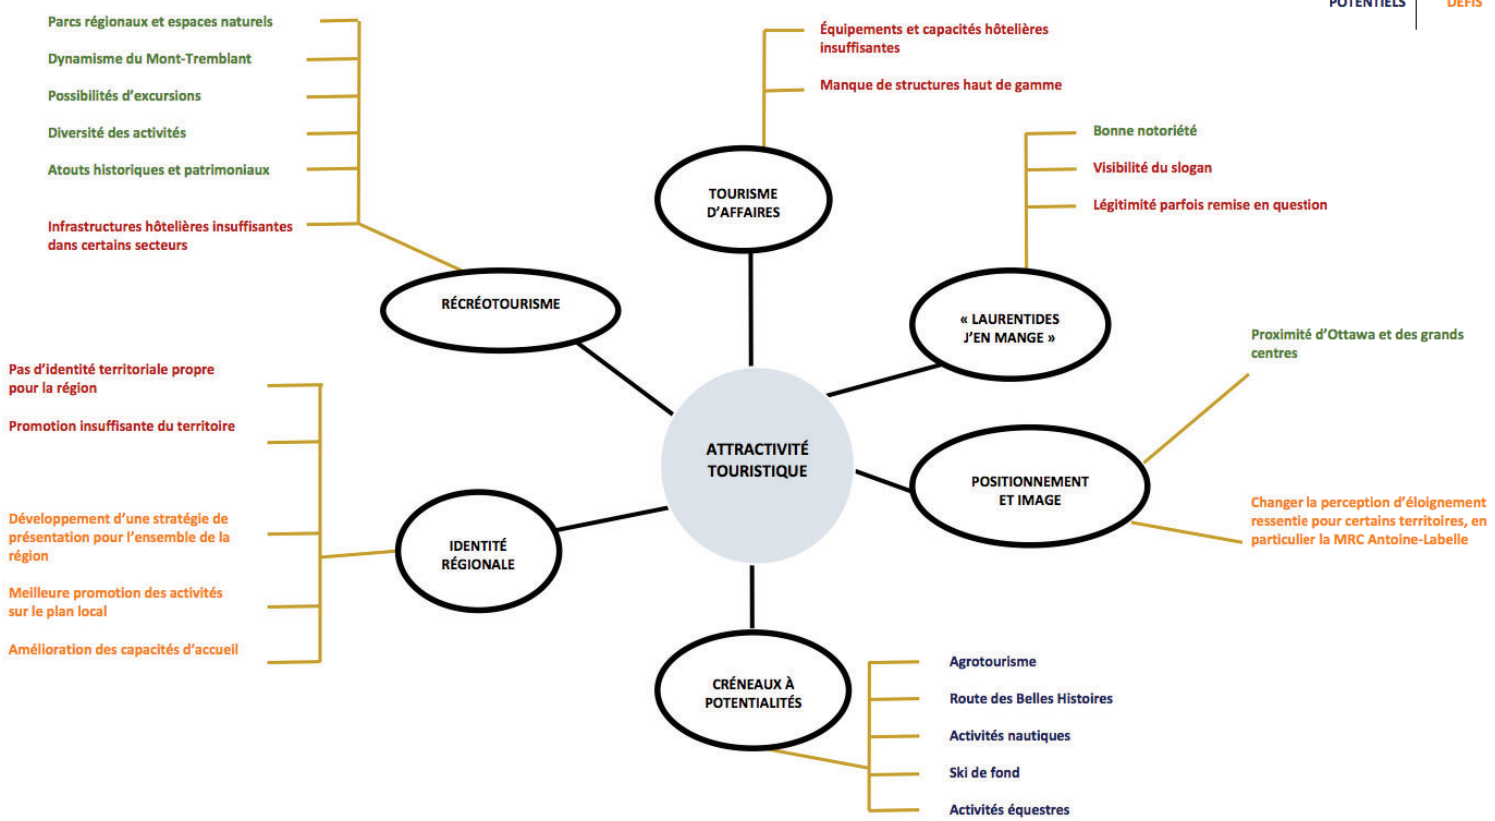 POTENTIELS
DÉFIS
Parcs régionaux et espaces naturels
Dynamisme du Mont-Tremblant
Possibilités d'excursions
Diversité des activités
Atouts historiques et patrimoniaux
Infrastructures hôtelières insuffisantes
dans certains secteurs
RÉCRÉOTOURISME
Équipements et capacités hôtelières
insuffisantes
Manque de structures haut de gamme
TOURISME
D'AFFAIRES
Bonne notoriété
Visibilité du slogan
Légitimité parfois remise en question
« LAURENTIDES
J'EN MANGE »
Proximité d'Ottawa et des grands
centres
POSITIONNEMENT
ET IMAGE
Changer la perception d'éloignement
ressentie pour certains territoires, en
particulier la MRC Antoine-Labelle
ATTRACTIVITÉ
TOURISTIQUE
Pas d'identité territoriale propre
pour la région
Promotion insuffisante du territoire
Développement d'une stratégie de
présentation pour l'ensemble de la
région
Meilleure promotion des activités
sur le plan local
Amélioration des capacités d'accueil
IDENTITÉ
RÉGIONALE
CRÉNEAUX À
POTENTIALITÉS
Agrotourisme
Route des Belles Histoires
Activités nautiques
Ski de fond
Activités équestres